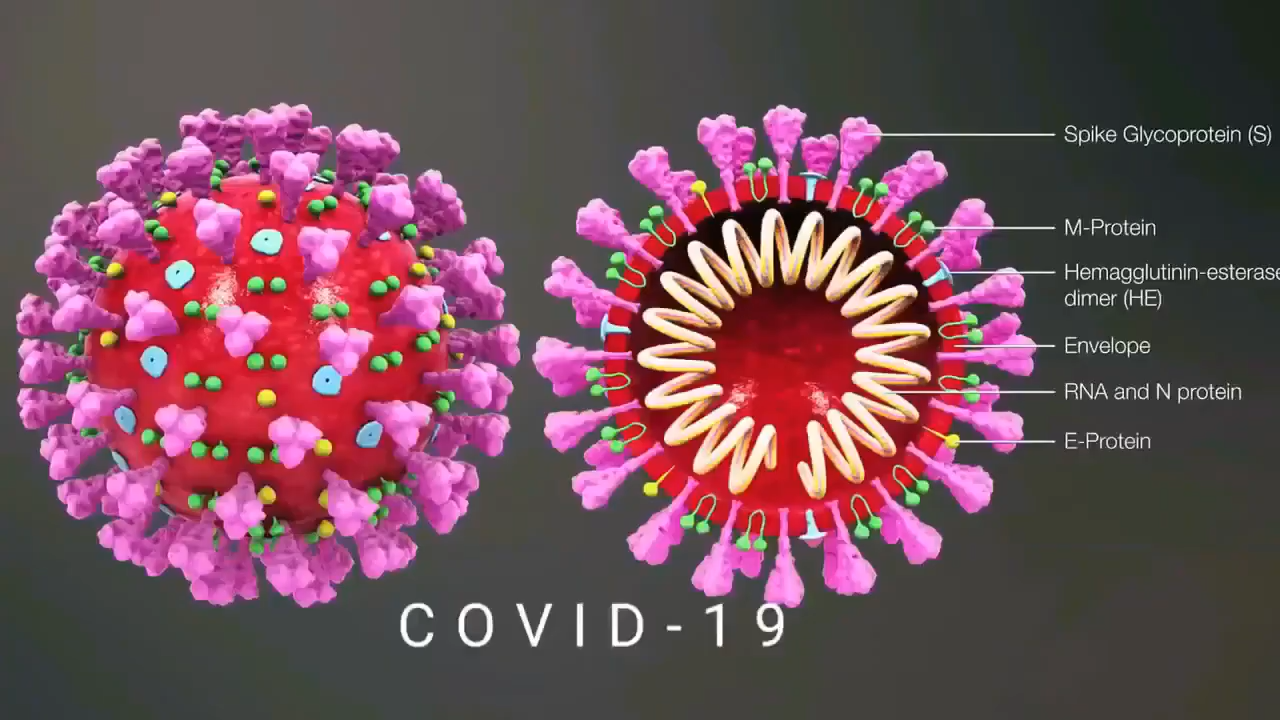 Spike Glycoprotein (S)
M-Protein
Hemagglutinin-esterase
dimer (HE)
Envelope
RNA and N protein
E-Protein
COVID-19